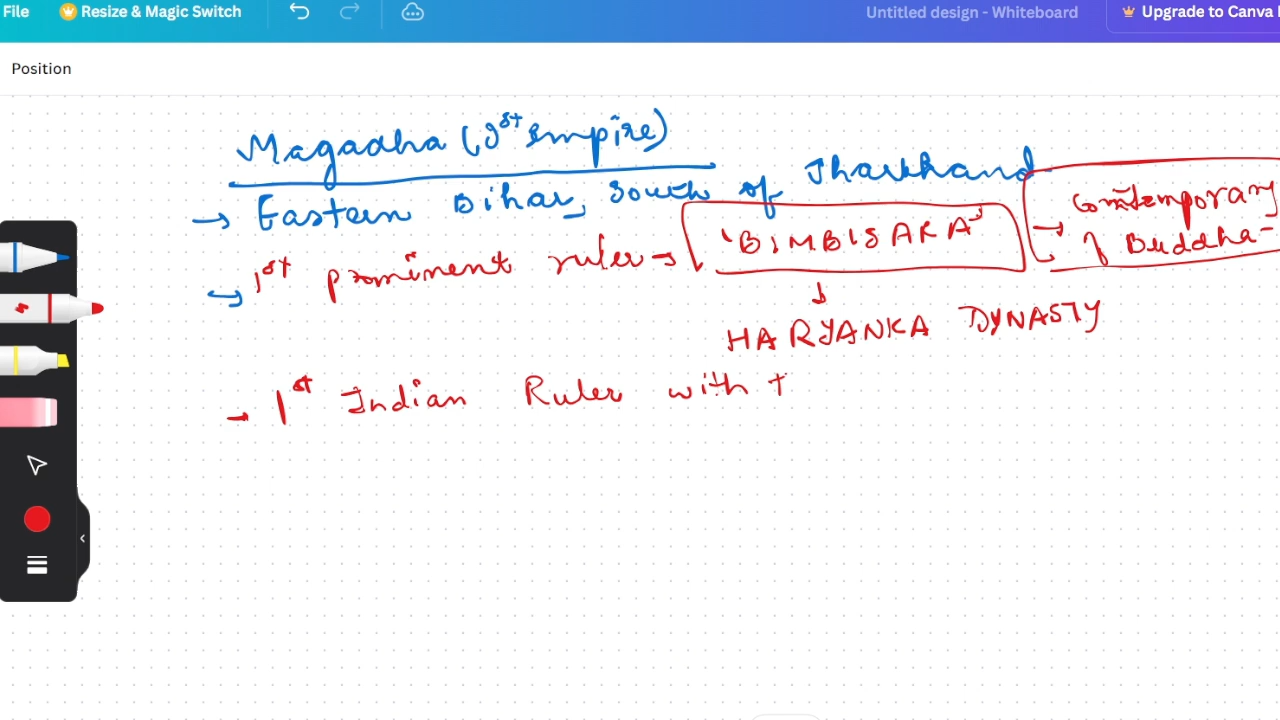 File Resize & Magic Switch Untitled design - Whiteboard Upgrade to Canva
Position
Magadha (1st Empire)
→ Eastern Bihar, South of Jharkhand
↳ 1st prominent ruler → 'BIMBISARA'
→ Contemporary
of Buddha-
↓
HARYANKA DYNASTY
→ 1st Indian Ruler with t